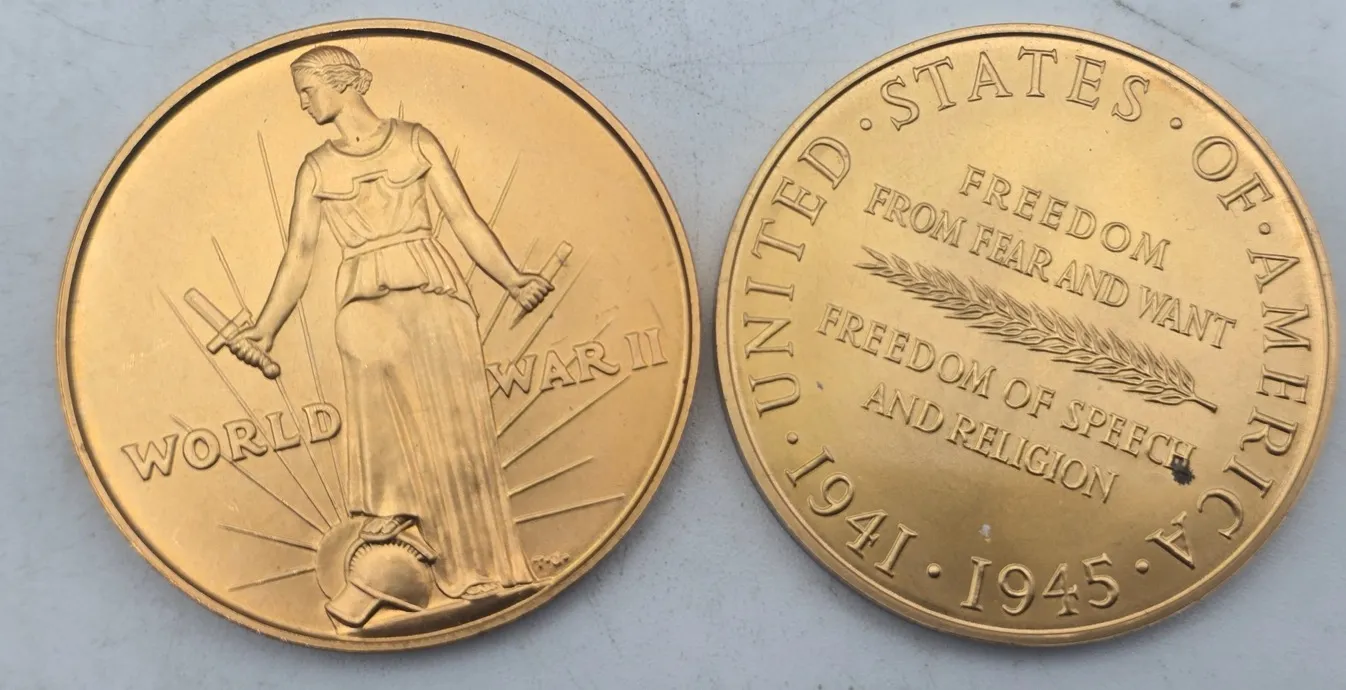 WORLD WAR II
· UNITED · STATES · OF · AMERICA ·
FREEDOM
FROM FEAR AND WANT
FREEDOM OF SPEECH
AND RELIGION
1941 · 1945